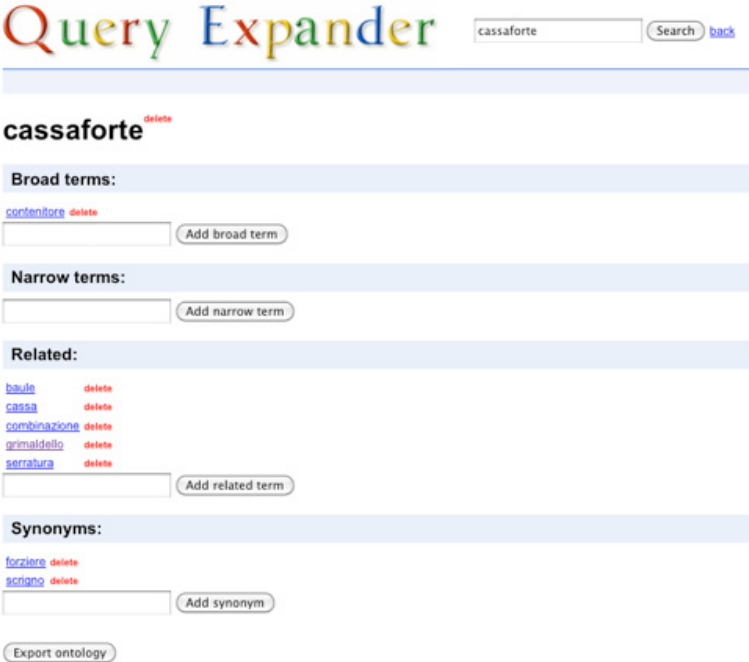 Query Expander cassaforte Search back
cassaforte delete
Broad terms:
contenitore delete
Add broad term
Narrow terms:
Add narrow term
Related:
baule delete
cassa delete
combinazione delete
grimaldello delete
serratura delete
Add related term
Synonyms:
forziere delete
scrigno delete
Add synonym
Export ontology